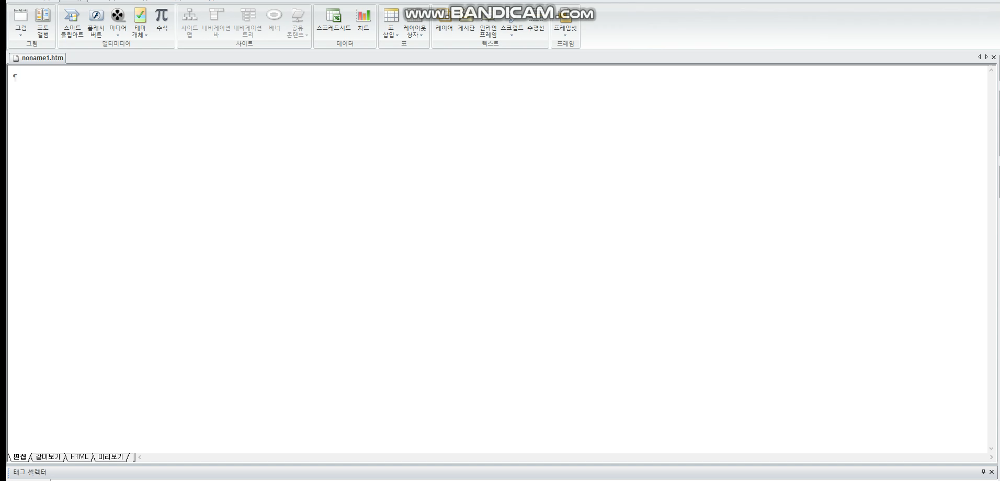 www.BANDICAM.com
그림
포토
앨범
그림
스마트
클립아트
플래시
버튼
미디어
테마
개체
수식
멀티미디어
사이트
맵
내비게이션
바
내비게이션
트리
배너
공유
콘텐츠
사이트
스프레드시트
차트
데이터
표
삽입
레이아웃
상자
표
레이어
게시판
인라인
프레임
스크립트
수평선
텍스트
프레임셋
프레임
noname1.htm
¶
편집
같이보기
HTML
미리보기
태그 셀렉터